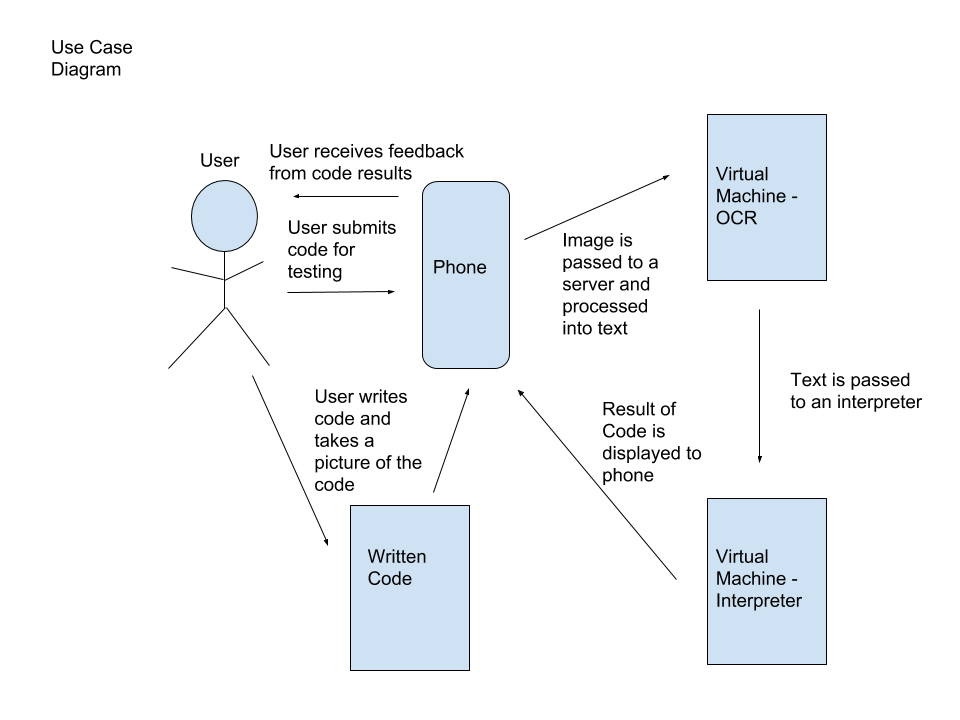 Use Case
Diagram
User
User receives feedback
from code results
User submits
code for
testing
Phone
Image is
passed to a
server and
processed
into text
Virtual
Machine -
OCR
Text is passed
to an interpreter
User writes
code and
takes a
picture of the
code
Result of
Code is
displayed to
phone
Written
Code
Virtual
Machine -
Interpreter